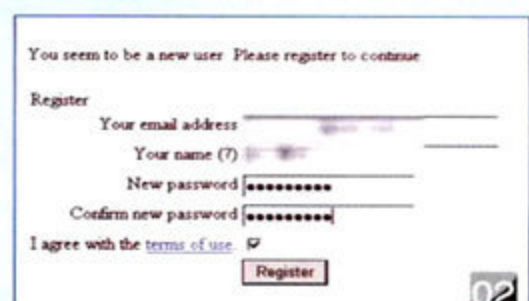 You seem to be a new user Please register to continue
Register
Your email address
Your name (?)
New password •••••••••
Confirm new password •••••••••
I agree with the terms of use.
Register
02